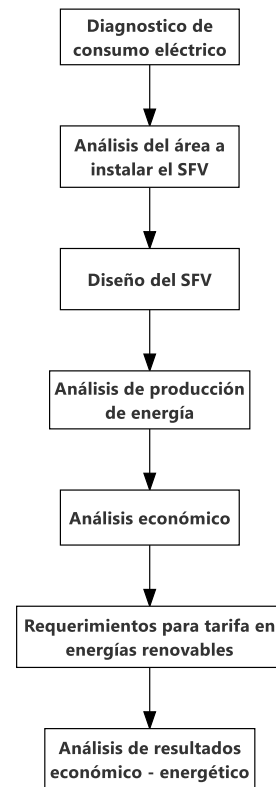 Diagnostico de
consumo eléctrico
Análisis del área a
instalar el SFV
Diseño del SFV
Análisis de producción
de energía
Análisis económico
Requerimientos para tarifa en
energías renovables
Análisis de resultados
económico - energético